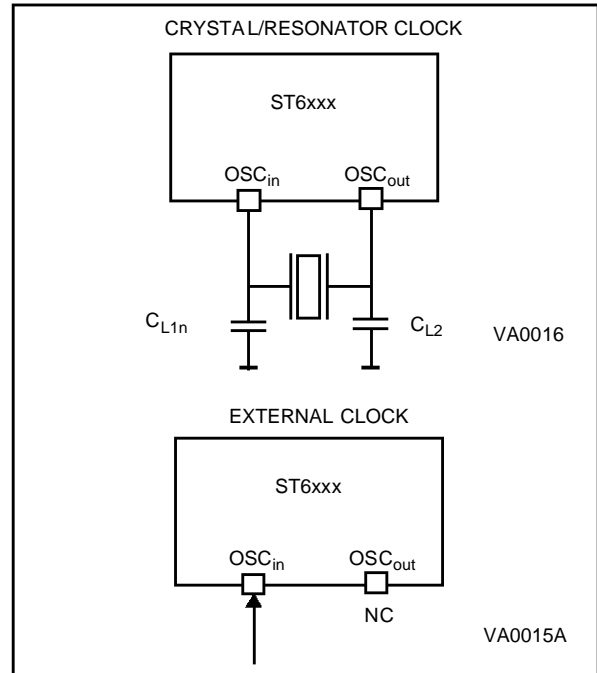 CRYSTAL/RESONATOR CLOCK
ST6xxx
OSCin OSCout
CL1n CL2
VA0016
EXTERNAL CLOCK
ST6xxx
OSCin OSCout
NC
VA0015A